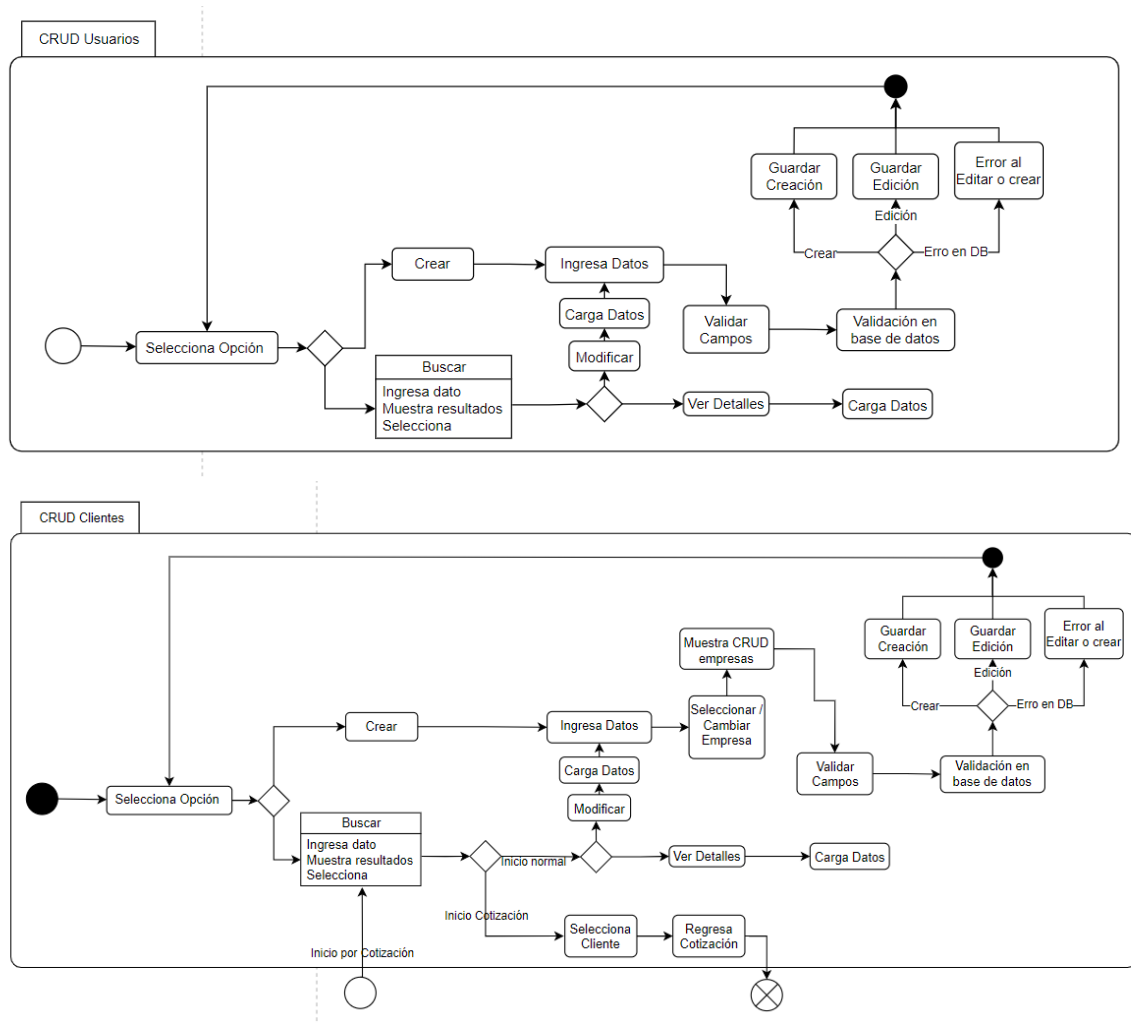 CRUD Usuarios
Guardar
Creación
Guardar
Edición
Error al
Editar o crear
Edición
Crear
Erro en DB
Crear
Ingresa Datos
Carga Datos
Validar
Campos
Validación en
base de datos
Selecciona Opción
Modificar
Buscar
Ingresa dato
Muestra resultados
Selecciona
Ver Detalles
Carga Datos
CRUD Clientes
Guardar
Creación
Guardar
Edición
Error al
Editar o crear
Muestra CRUD
empresas
Edición
Crear
Erro en DB
Crear
Ingresa Datos
Seleccionar /
Cambiar
Empresa
Carga Datos
Validar
Campos
Validación en
base de datos
Selecciona Opción
Modificar
Buscar
Ingresa dato
Muestra resultados
Selecciona
Inicio normal
Ver Detalles
Carga Datos
Inicio Cotización
Selecciona
Cliente
Regresa
Cotización
Inicio por Cotización